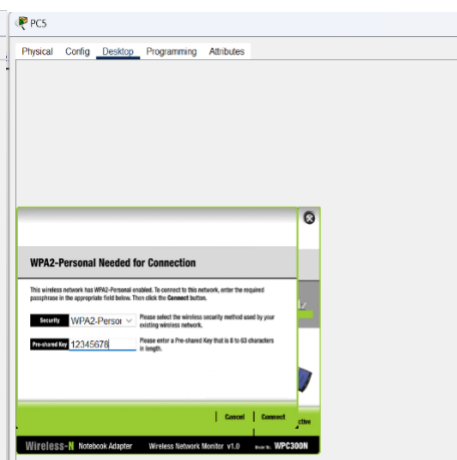 PC5
Physical Config Desktop Programming Attributes
WPA2-Personal Needed for Connection
This wireless network has WPA2-Personal enabled. To connect to this network, enter the required
passphrase in the appropriate field below. Then click the Connect button.
Security WPA2-Persor Please select the wireless security method used by your
existing wireless network.
Pre-shared Key 12345678 Please enter a Pre-shared Key that is 8 to 63 characters
in length.
Cancel Connect
Wireless-N Notebook Adapter Wireless Network Monitor v1.0 Model No. WPC300N